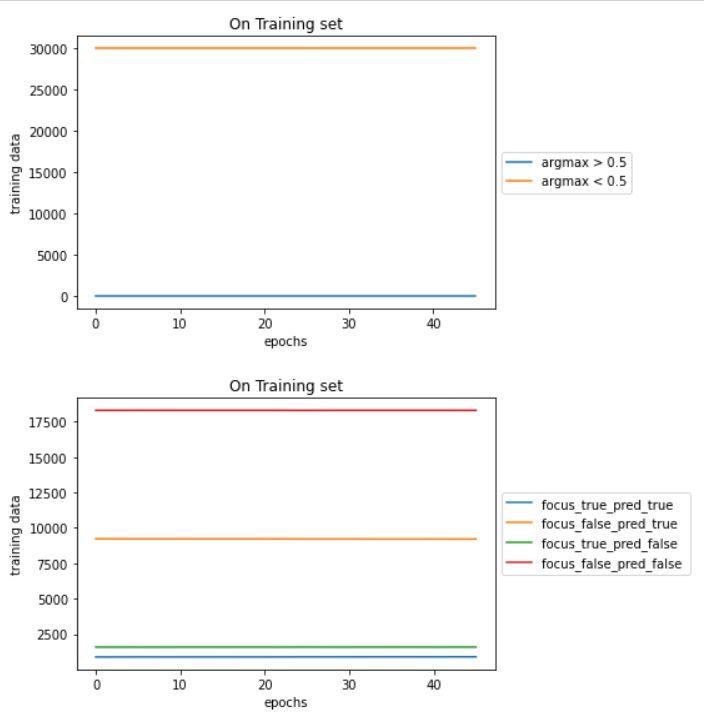 On Training set
30000
25000
20000
15000
10000
5000
0
training data
0 10 20 30 40
epochs
argmax > 0.5
argmax < 0.5
On Training set
17500
15000
12500
10000
7500
5000
2500
training data
0 10 20 30 40
epochs
focus_true_pred_true
focus_false_pred_true
focus_true_pred_false
focus_false_pred_false